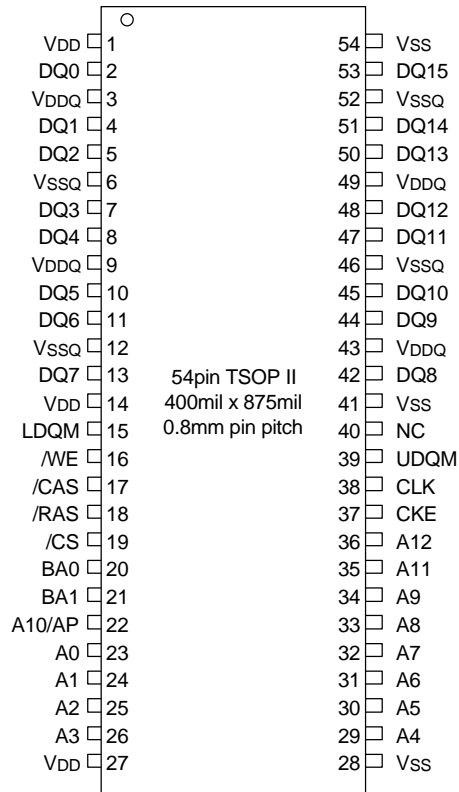 VDD 1 54 VSS
DQ0 2 53 DQ15
VDDQ 3 52 VSSQ
DQ1 4 51 DQ14
DQ2 5 50 DQ13
VSSQ 6 49 VDDQ
DQ3 7 48 DQ12
DQ4 8 47 DQ11
VDDQ 9 46 VSSQ
DQ5 10 45 DQ10
DQ6 11 44 DQ9
VSSQ 12 43 VDDQ
DQ7 13 54pin TSOP II 42 DQ8
VDD 14 400mil x 875mil 41 VSS
LDQM 15 0.8mm pin pitch 40 NC
/WE 16 39 UDQM
/CAS 17 38 CLK
/RAS 18 37 CKE
/CS 19 36 A12
BA0 20 35 A11
BA1 21 34 A9
A10/AP 22 33 A8
A0 23 32 A7
A1 24 31 A6
A2 25 30 A5
A3 26 29 A4
VDD 27 28 VSS